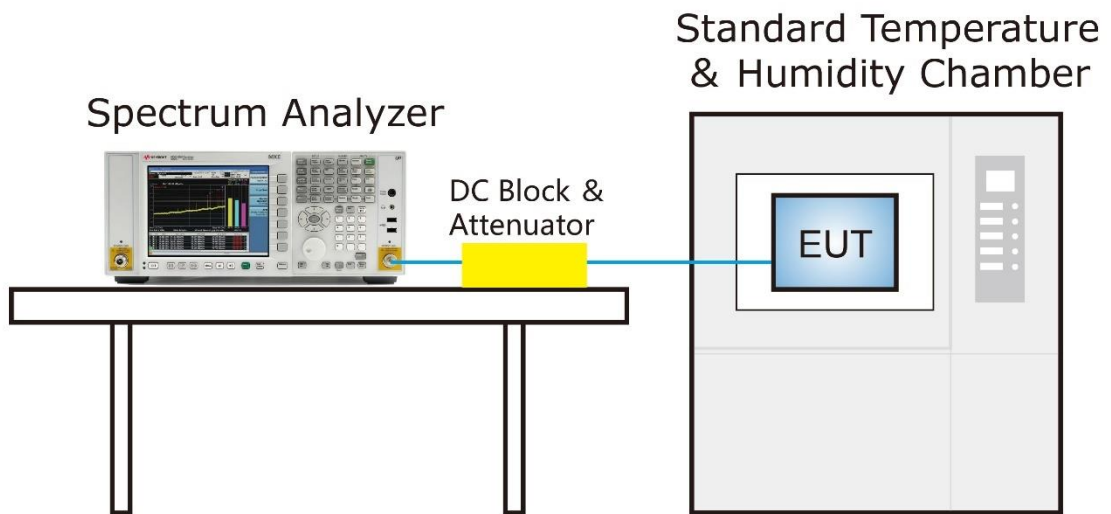 Standard Temperature
& Humidity Chamber
Spectrum Analyzer
DC Block &
Attenuator
EUT